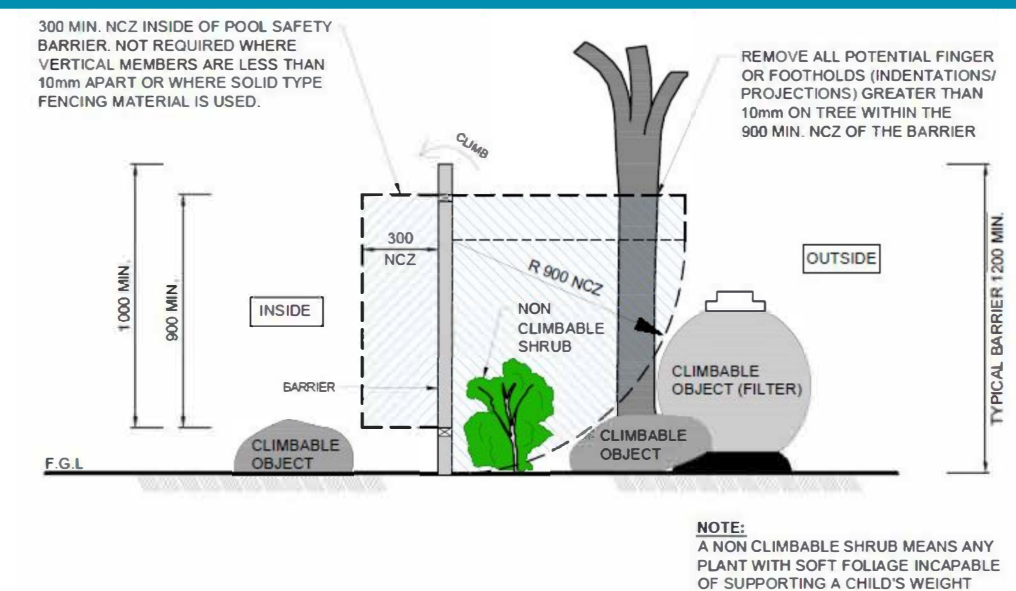 300 MIN. NCZ INSIDE OF POOL SAFETY
BARRIER. NOT REQUIRED WHERE
VERTICAL MEMBERS ARE LESS THAN
10mm APART OR WHERE SOLID TYPE
FENCING MATERIAL IS USED.
REMOVE ALL POTENTIAL FINGER
OR FOOTHOLDS (INDENTATIONS/
PROJECTIONS) GREATER THAN
10mm ON TREE WITHIN THE
900 MIN. NCZ OF THE BARRIER
CLIMB
1000 MIN.
900 MIN.
300
NCZ
R 900 NCZ
INSIDE
OUTSIDE
NON
CLIMBABLE
SHRUB
BARRIER
CLIMBABLE
OBJECT (FILTER)
TYPICAL BARRIER 1200 MIN.
CLIMBABLE
OBJECT
CLIMBABLE
OBJECT
F.G.L
NOTE:
A NON CLIMBABLE SHRUB MEANS ANY
PLANT WITH SOFT FOLIAGE INCAPABLE
OF SUPPORTING A CHILD'S WEIGHT